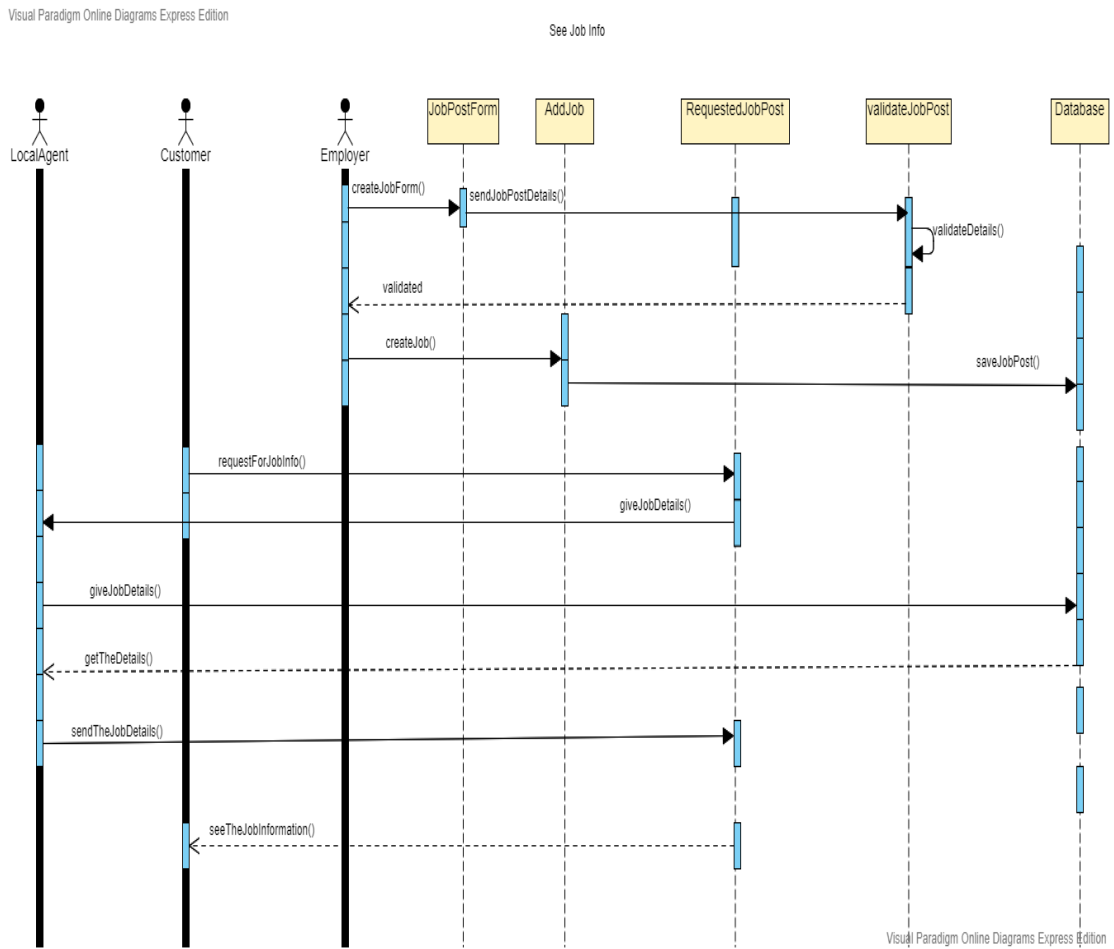 Visual Paradigm Online Diagrams Express Edition
See Job Info
LocalAgent
Customer
Employer
JobPostForm
AddJob
RequestedJobPost
validateJobPost
Database
createJobForm()
sendJobPostDetails()
validateDetails()
validated
createJob()
saveJobPost()
requestForJobInfo()
giveJobDetails()
giveJobDetails()
getTheDetails()
sendTheJobDetails()
seeTheJobInformation()
Visual Paradigm Online Diagrams Express Edition